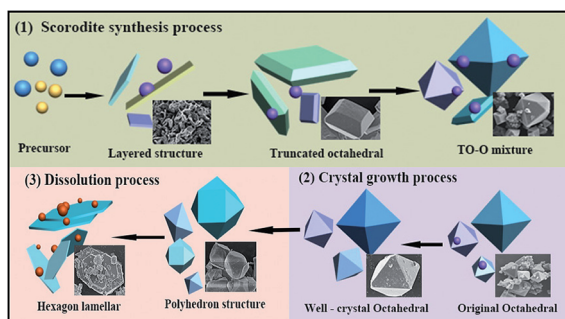 (1) Scorodite synthesis process
Precursor
Layered structure
Truncated octahedral
TO-O mixture
(3) Dissolution process
(2) Crystal growth process
Hexagon lamellar
Polyhedron structure
Well - crystal Octahedral
Original Octahedral